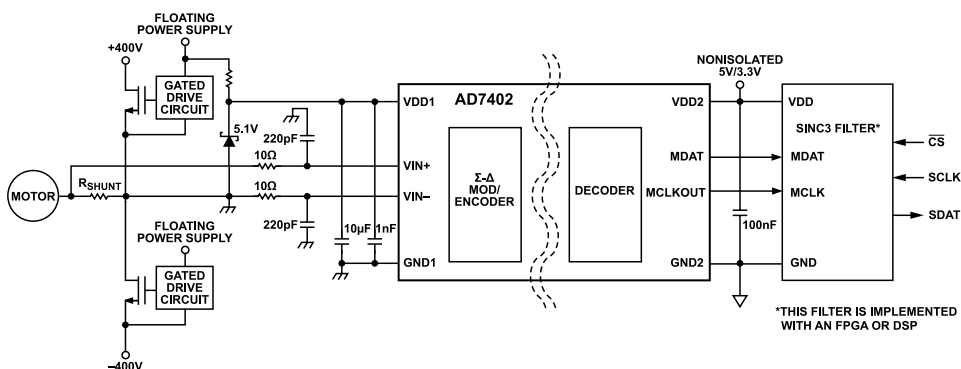 FLOATING
POWER SUPPLY
+400V
GATED
DRIVE
CIRCUIT
5.1V
220pF
10Ω
MOTOR
RSHUNT
10Ω
220pF
10µF
1nF
FLOATING
POWER SUPPLY
GATED
DRIVE
CIRCUIT
–400V
AD7402
VDD1
VIN+
VIN–
GND1
Σ-Δ
MOD/
ENCODER
DECODER
VDD2
MDAT
MCLKOUT
GND2
NONISOLATED
5V/3.3V
100nF
VDD
SINC3 FILTER*
MDAT
MCLK
GND
CS
SCLK
SDAT
*THIS FILTER IS IMPLEMENTED
WITH AN FPGA OR DSP